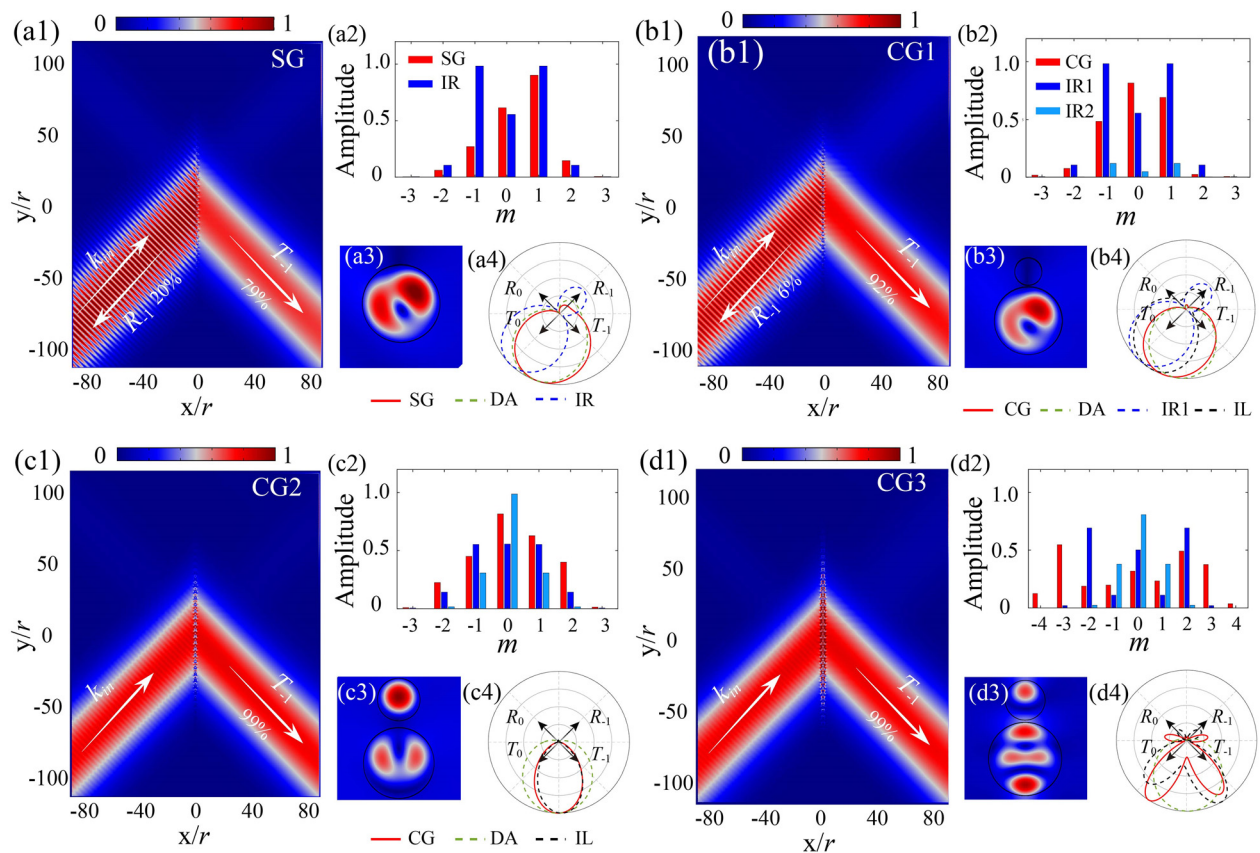 (a1)
0 1
SG
100
50
0
-50
-100
y/r
k_in
R_-1 20%
T_-1
79%
-80 -40 0 40 80
x/r
(a2)
1.0
0.5
0
Amplitude
SG
IR
-3 -2 -1 0 1 2 3
m
(a3)
(a4)
R_0 R_-1
T_0 T_-1
SG DA IR
(b1)
0 1
(b1)
CG1
100
50
0
-50
-100
y/r
k_in
R_-1 6%
T_-1
92%
-80 -40 0 40 80
x/r
(b2)
1.0
0.5
0
Amplitude
CG
IR1
IR2
-3 -2 -1 0 1 2 3
m
(b3)
(b4)
R_0 R_-1
T_0 T_-1
CG DA IR1 IL
(c1)
0 1
CG2
100
50
0
-50
-100
y/r
k_in
T_-1
99%
-80 -40 0 40 80
x/r
(c2)
1.0
0.5
0
Amplitude
-3 -2 -1 0 1 2 3
m
(c3)
(c4)
R_0 R_-1
T_0 T_-1
CG DA IL
(d1)
0 1
CG3
100
50
0
-50
-100
y/r
k_in
T_-1
99%
-80 -40 0 40 80
x/r
(d2)
1.0
0.5
0
Amplitude
-4 -3 -2 -1 0 1 2 3 4
m
(d3)
(d4)
R_0 R_-1
T_0 T_-1
CG DA IL